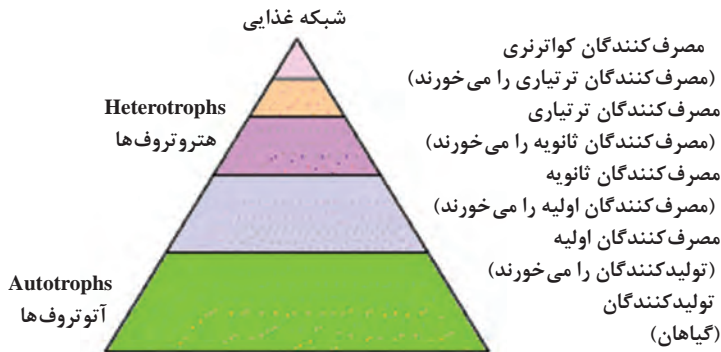 شبکه غذایی
مصرف‌کنندگان کواترنری
(مصرف‌کنندگان ترتیاری را می‌خورند)
مصرف‌کنندگان ترتیاری
(مصرف‌کنندگان ثانویه را می‌خورند)
مصرف‌کنندگان ثانویه
(مصرف‌کنندگان اولیه را می‌خورند)
مصرف‌کنندگان اولیه
(تولیدکنندگان را می‌خورند)
تولیدکنندگان
(گیاهان)
Heterotrophs
هتروتروف‌ها
Autotrophs
آتوتروف‌ها